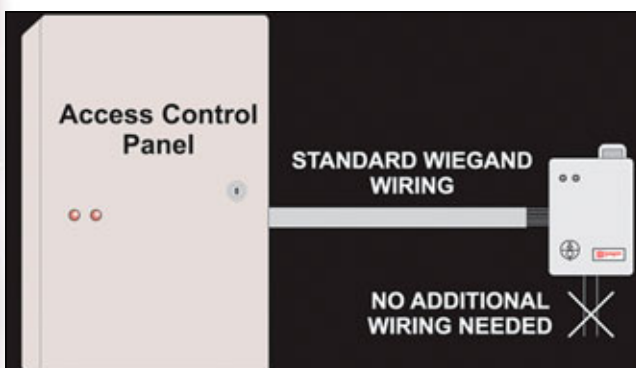 Access Control
Panel
STANDARD WIEGAND
WIRING
NO ADDITIONAL
WIRING NEEDED